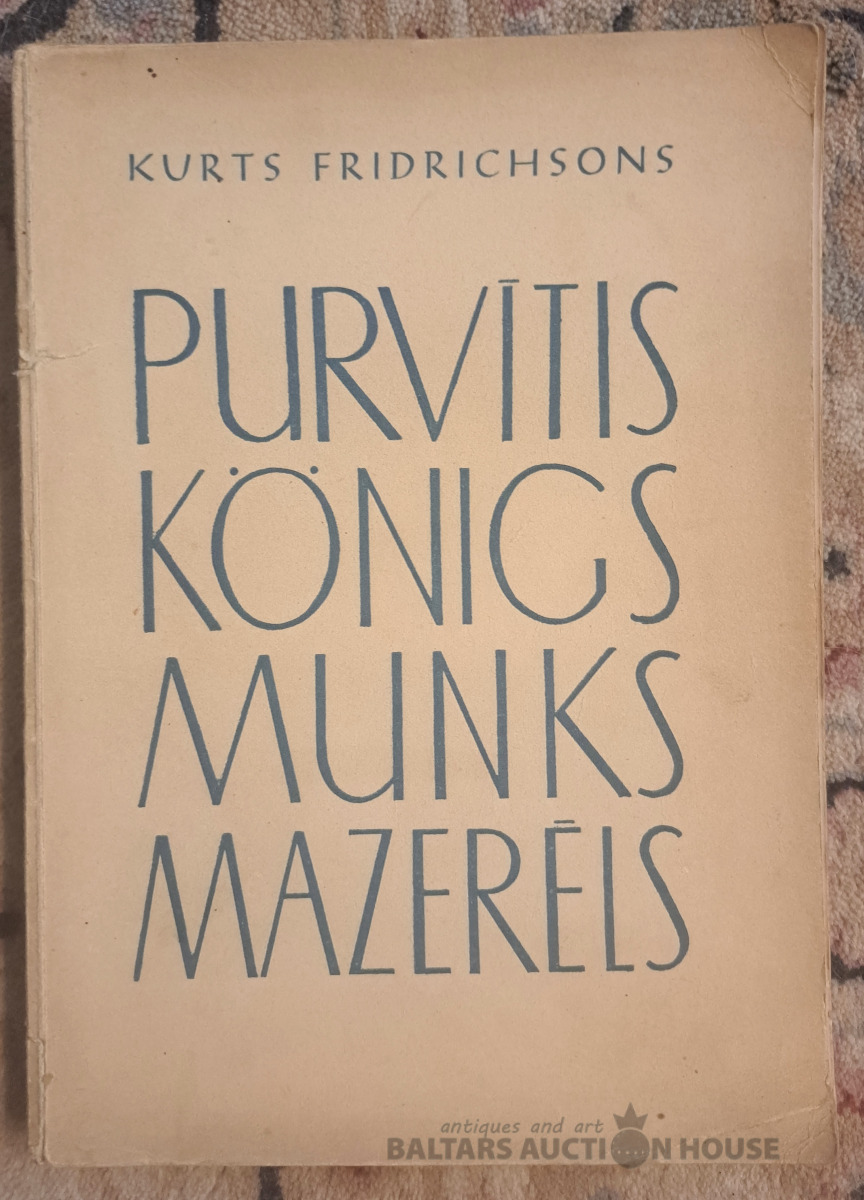 KURTS FRIDRICHSONS
PURVĪTIS
KÖNIGS
MUNKS
MAZERĒLS
antiques and art
BALTARS AUCTION HOUSE